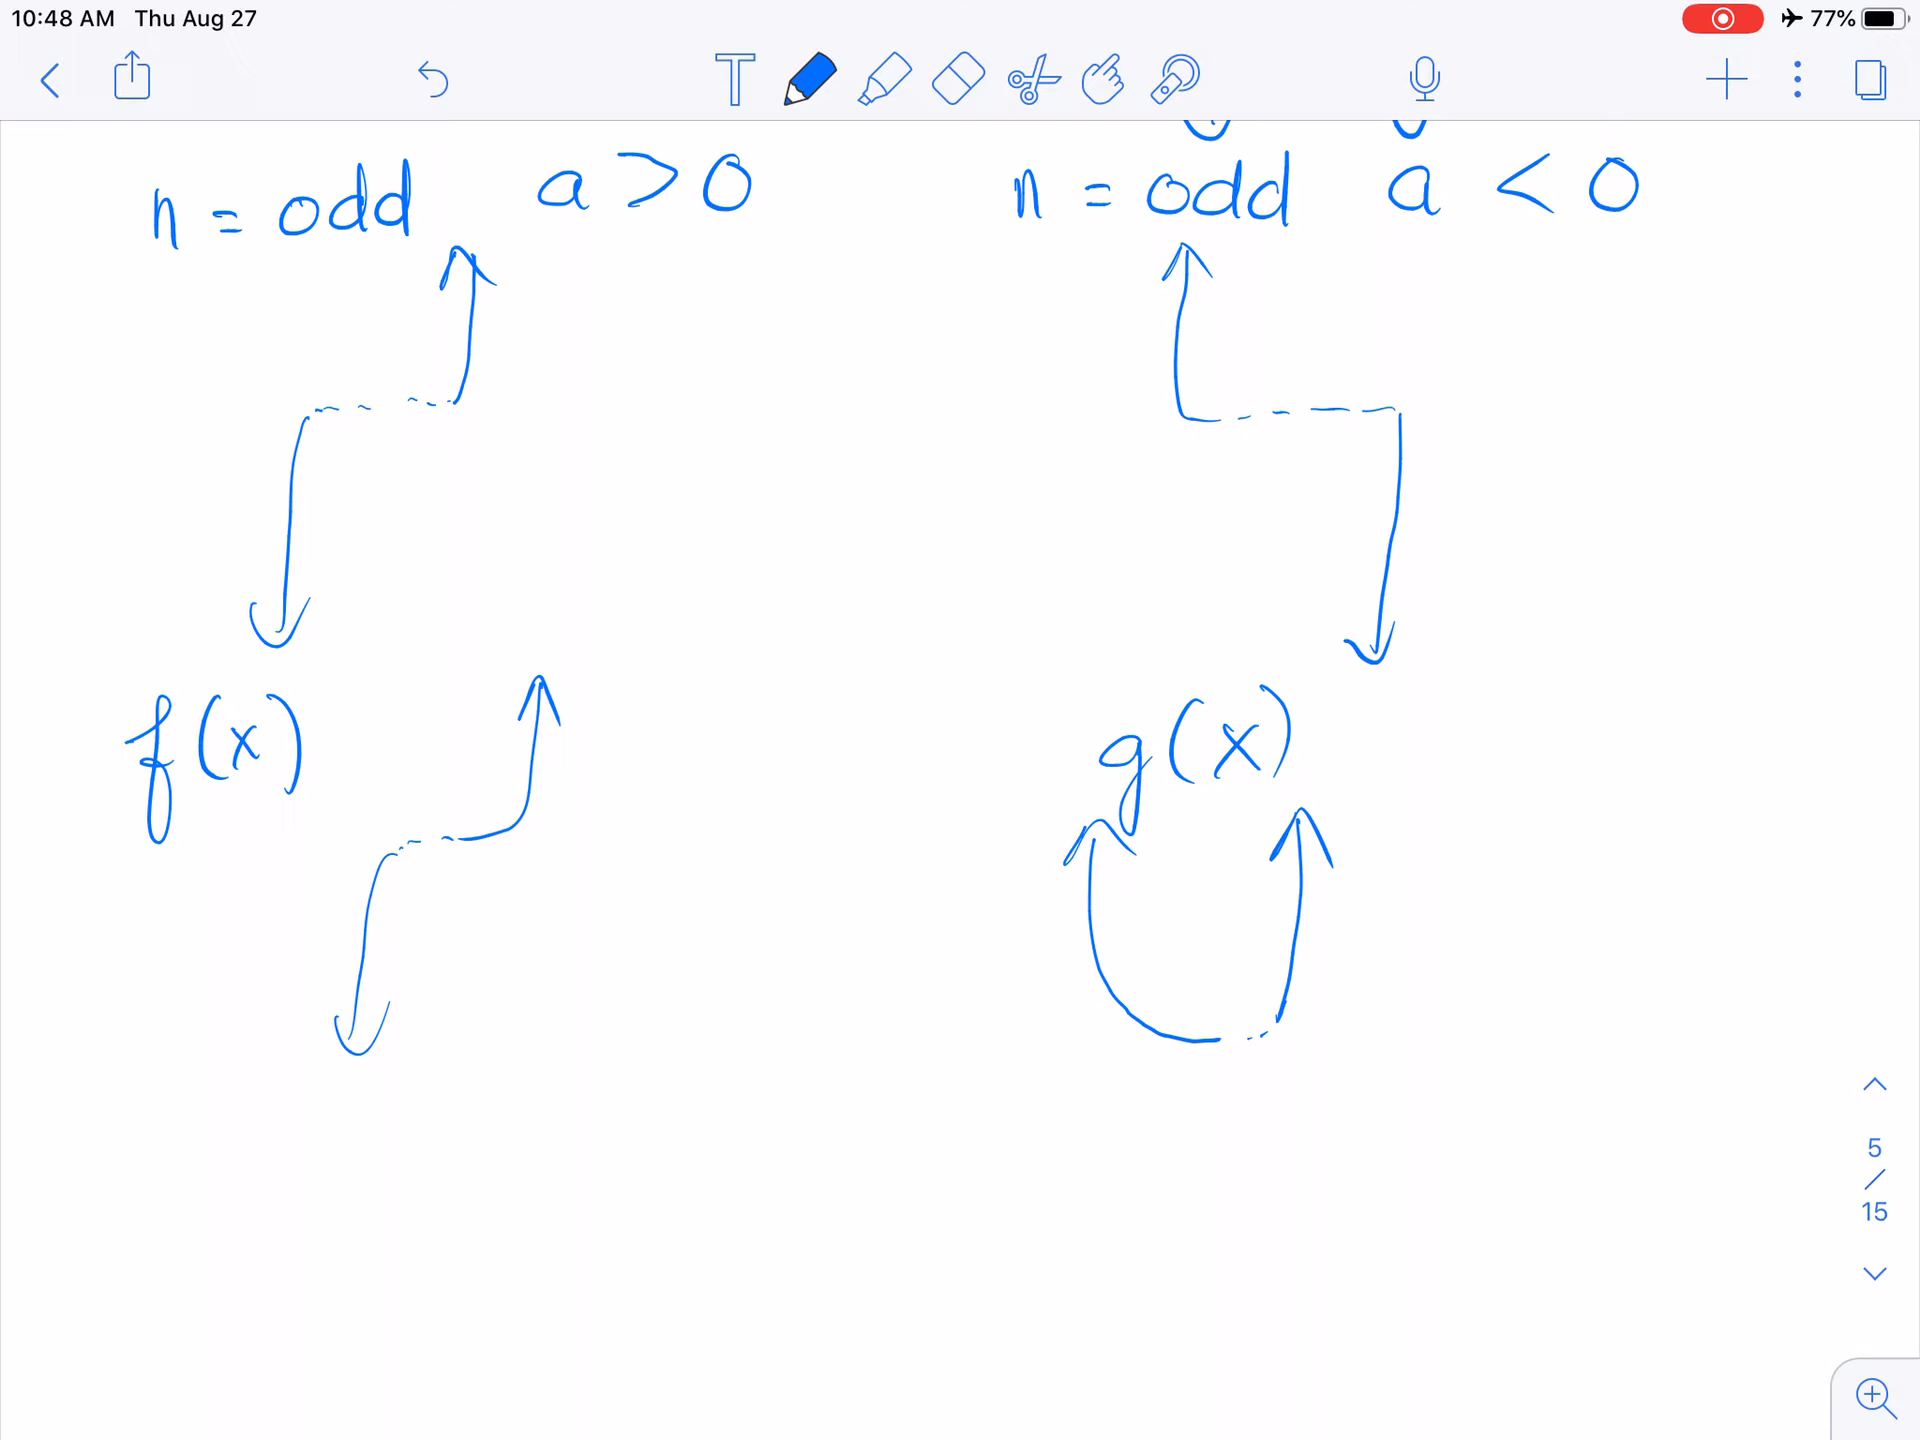 10:48 AM Thu Aug 27
77%
n = odd a > 0
n = odd a < 0
f(x)
g(x)
5
/
15